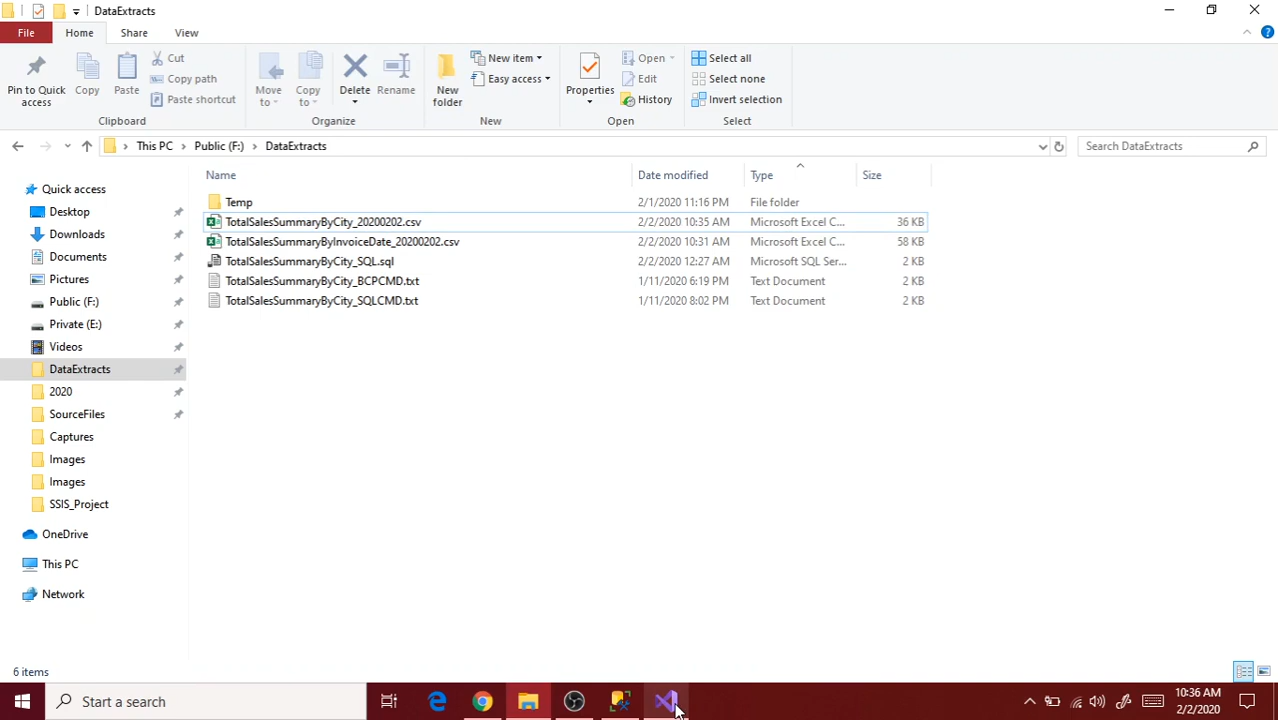 DataExtracts
File Home Share View
Pin to Quick access
Copy
Paste
Cut
Copy path
Paste shortcut
Clipboard
Move to
Copy to
Delete
Rename
Organize
New folder
New item
Easy access
New
Properties
Open
Edit
History
Open
Select all
Select none
Invert selection
Select
This PC Public (F:) DataExtracts
Search DataExtracts
Name Date modified Type Size
Temp 2/1/2020 11:16 PM File folder
TotalSalesSummaryByCity_20200202.csv 2/2/2020 10:35 AM Microsoft Excel C... 36 KB
TotalSalesSummaryByInvoiceDate_20200202.csv 2/2/2020 10:31 AM Microsoft Excel C... 58 KB
TotalSalesSummaryByCity_SQL.sql 2/2/2020 12:27 AM Microsoft SQL Ser... 2 KB
TotalSalesSummaryByCity_BCPCMD.txt 1/11/2020 6:19 PM Text Document 2 KB
TotalSalesSummaryByCity_SQLCMD.txt 1/11/2020 8:02 PM Text Document 2 KB
Quick access
Desktop
Downloads
Documents
Pictures
Public (F:)
Private (E:)
Videos
DataExtracts
2020
SourceFiles
Captures
Images
Images
SSIS_Project
OneDrive
This PC
Network
6 items
Start a search
10:36 AM
2/2/2020